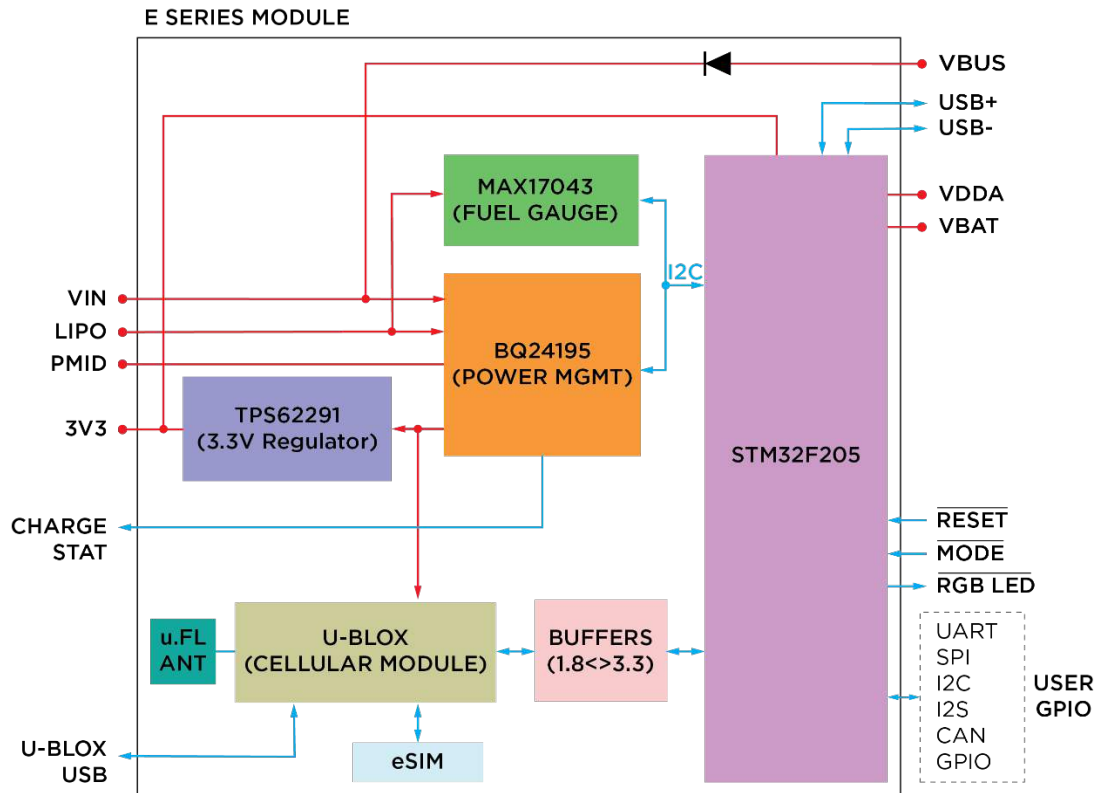 E SERIES MODULE
VBUS
USB+
USB-
MAX17043
(FUEL GAUGE)
VDDA
VBAT
I2C
VIN
LIPO
PMID
3V3
BQ24195
(POWER MGMT)
TPS62291
(3.3V Regulator)
STM32F205
CHARGE
STAT
RESET
MODE
RGB LED
u.FL
ANT
U-BLOX
(CELLULAR MODULE)
BUFFERS
(1.8<>3.3)
UART
SPI
I2C
I2S
CAN
GPIO
USER
GPIO
U-BLOX
USB
eSIM